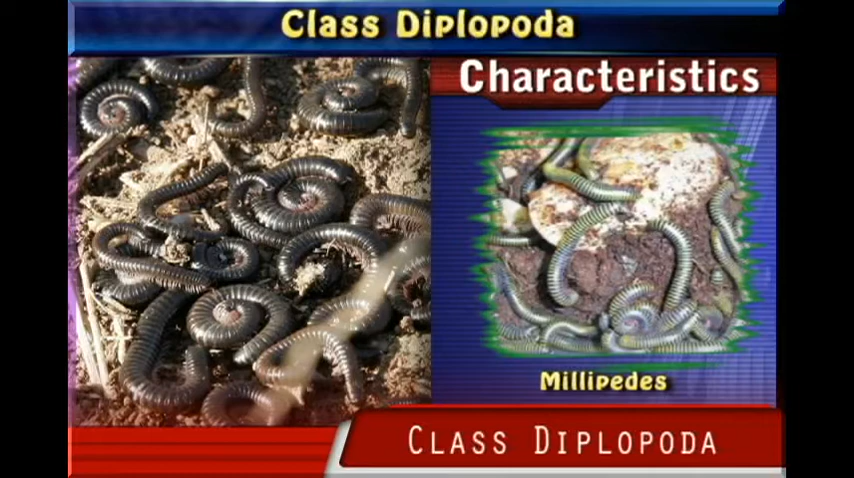 Class Diplopoda
Characteristics
Millipedes
CLASS DIPLOPODA